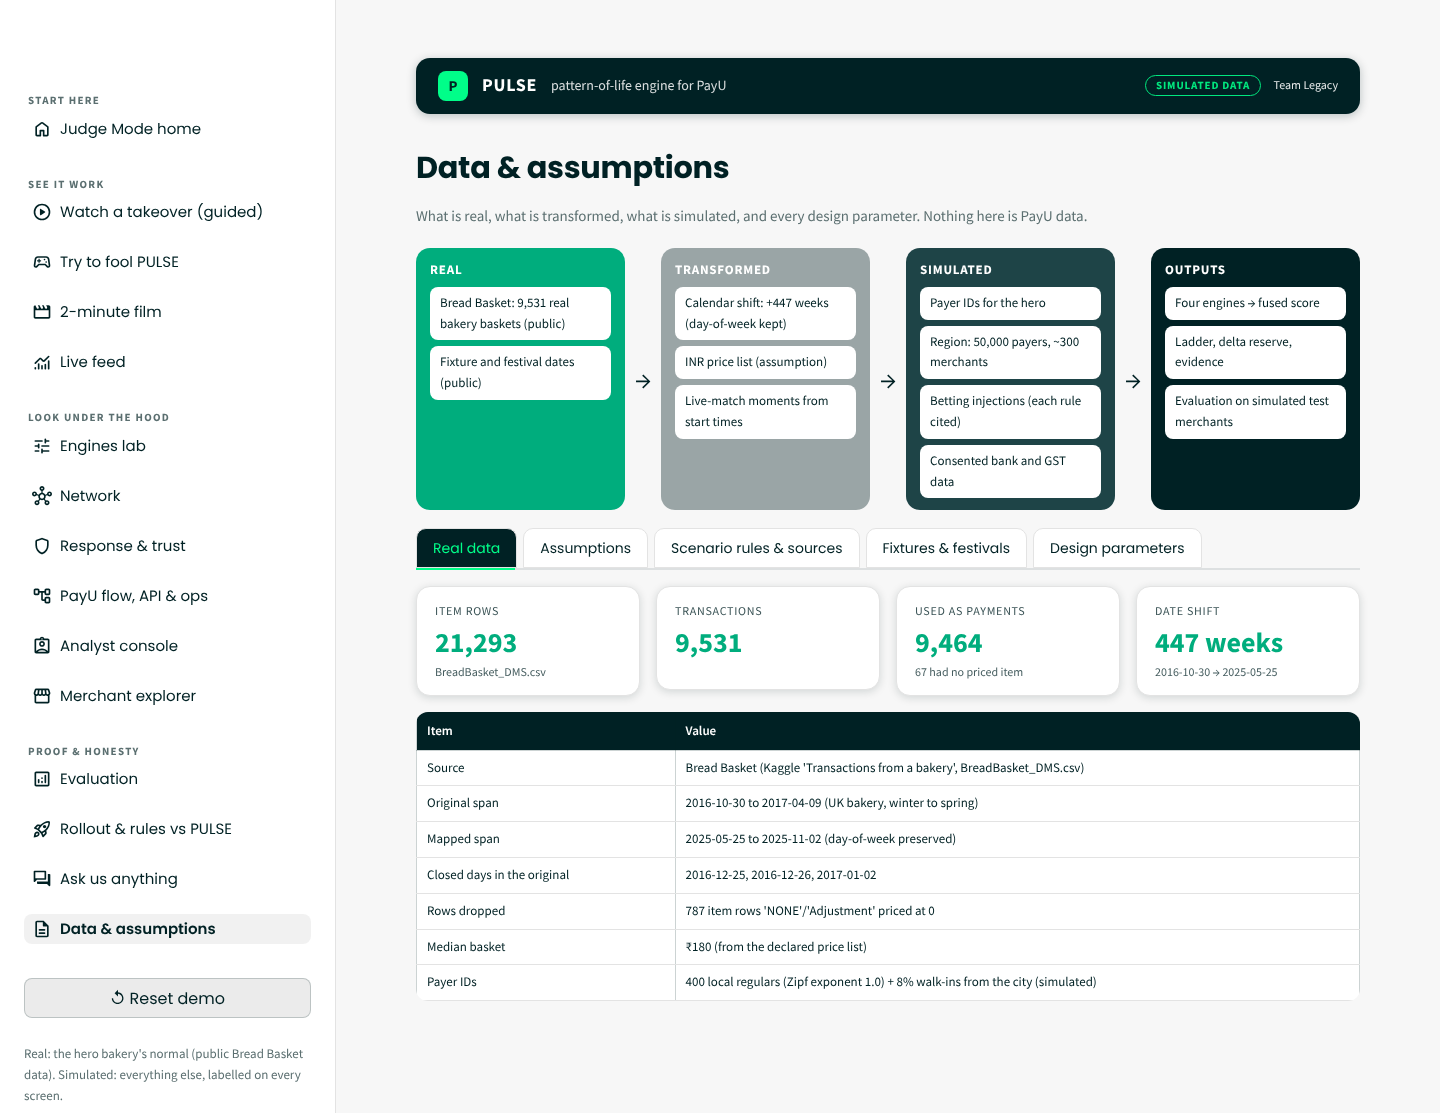 START HERE
Judge Mode home
SEE IT WORK
Watch a takeover (guided)
Try to fool PULSE
2-minute film
Live feed
LOOK UNDER THE HOOD
Engines lab
Network
Response & trust
PayU flow, API & ops
Analyst console
Merchant explorer
PROOF & HONESTY
Evaluation
Rollout & rules vs PULSE
Ask us anything
Data & assumptions
Reset demo
Real: the hero bakery's normal (public Bread Basket
data). Simulated: everything else, labelled on every
screen.
P PULSE pattern-of-life engine for PayU SIMULATED DATA Team Legacy
Data & assumptions
What is real, what is transformed, what is simulated, and every design parameter. Nothing here is PayU data.
REAL
Bread Basket: 9,531 real
bakery baskets (public)
Fixture and festival dates
(public)
→
TRANSFORMED
Calendar shift: +447 weeks
(day-of-week kept)
INR price list (assumption)
Live-match moments from
start times
→
SIMULATED
Payer IDs for the hero
Region: 50,000 payers, ~300
merchants
Betting injections (each rule
cited)
Consented bank and GST
data
→
OUTPUTS
Four engines → fused score
Ladder, delta reserve,
evidence
Evaluation on simulated test
merchants
Real data Assumptions Scenario rules & sources Fixtures & festivals Design parameters
ITEM ROWS
21,293
BreadBasket_DMS.csv
TRANSACTIONS
9,531
USED AS PAYMENTS
9,464
67 had no priced item
DATE SHIFT
447 weeks
2016-10-30 → 2025-05-25
Item Value
Source Bread Basket (Kaggle 'Transactions from a bakery', BreadBasket_DMS.csv)
Original span 2016-10-30 to 2017-04-09 (UK bakery, winter to spring)
Mapped span 2025-05-25 to 2025-11-02 (day-of-week preserved)
Closed days in the original 2016-12-25, 2016-12-26, 2017-01-02
Rows dropped 787 item rows 'NONE'/'Adjustment' priced at 0
Median basket ₹180 (from the declared price list)
Payer IDs 400 local regulars (Zipf exponent 1.0) + 8% walk-ins from the city (simulated)